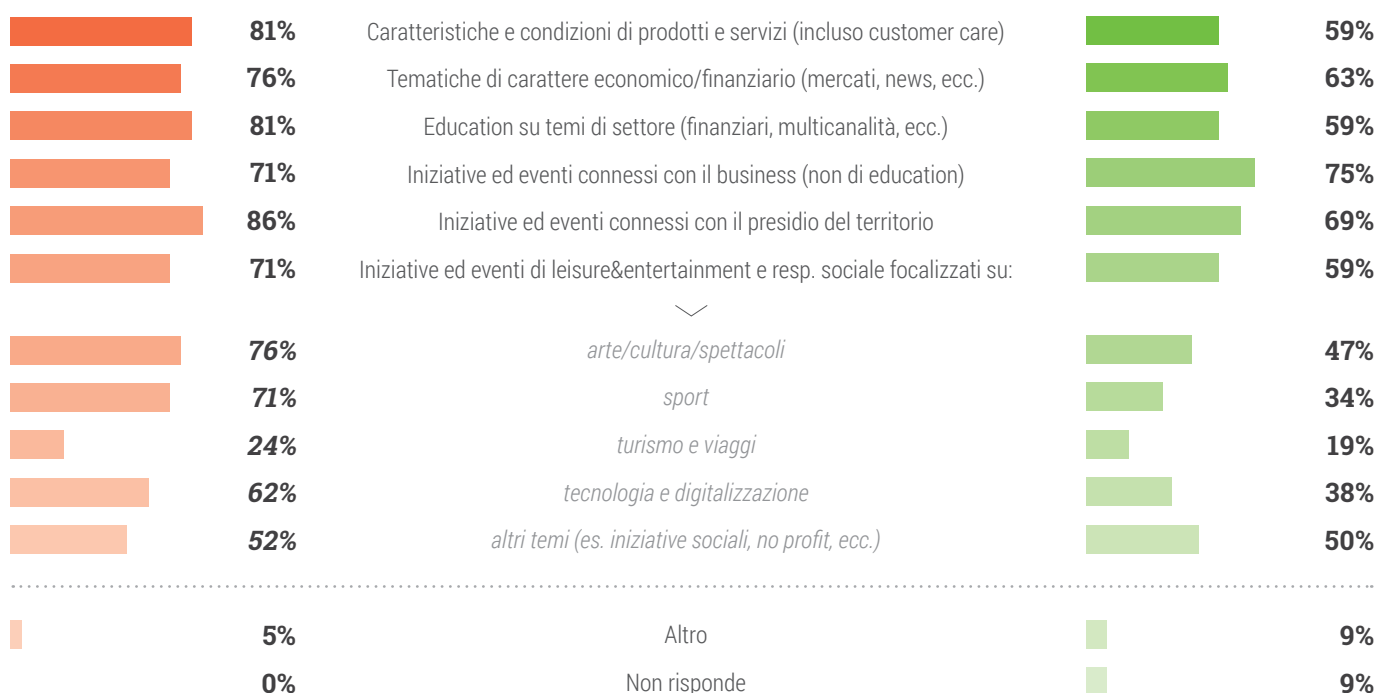 81% Caratteristiche e condizioni di prodotti e servizi (incluso customer care) 59%
76% Tematiche di carattere economico/finanziario (mercati, news, ecc.) 63%
81% Education su temi di settore (finanziari, multicanalità, ecc.) 59%
71% Iniziative ed eventi connessi con il business (non di education) 75%
86% Iniziative ed eventi connessi con il presidio del territorio 69%
71% Iniziative ed eventi di leisure&entertainment e resp. sociale focalizzati su: 59%
76% arte/cultura/spettacoli 47%
71% sport 34%
24% turismo e viaggi 19%
62% tecnologia e digitalizzazione 38%
52% altri temi (es. iniziative sociali, no profit, ecc.) 50%
5% Altro 9%
0% Non risponde 9%